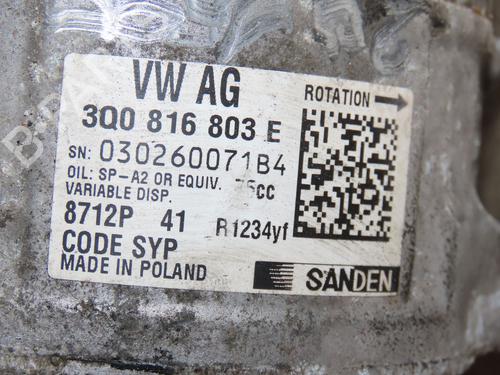 VW AG
ROTATION
3Q0 816 803 E
SN: 030260071B4
OIL: SP-A2 OR EQUIV. 75CC
VARIABLE DISP.
8712P 41 R1234yf
CODE SYP
MADE IN POLAND
SANDEN